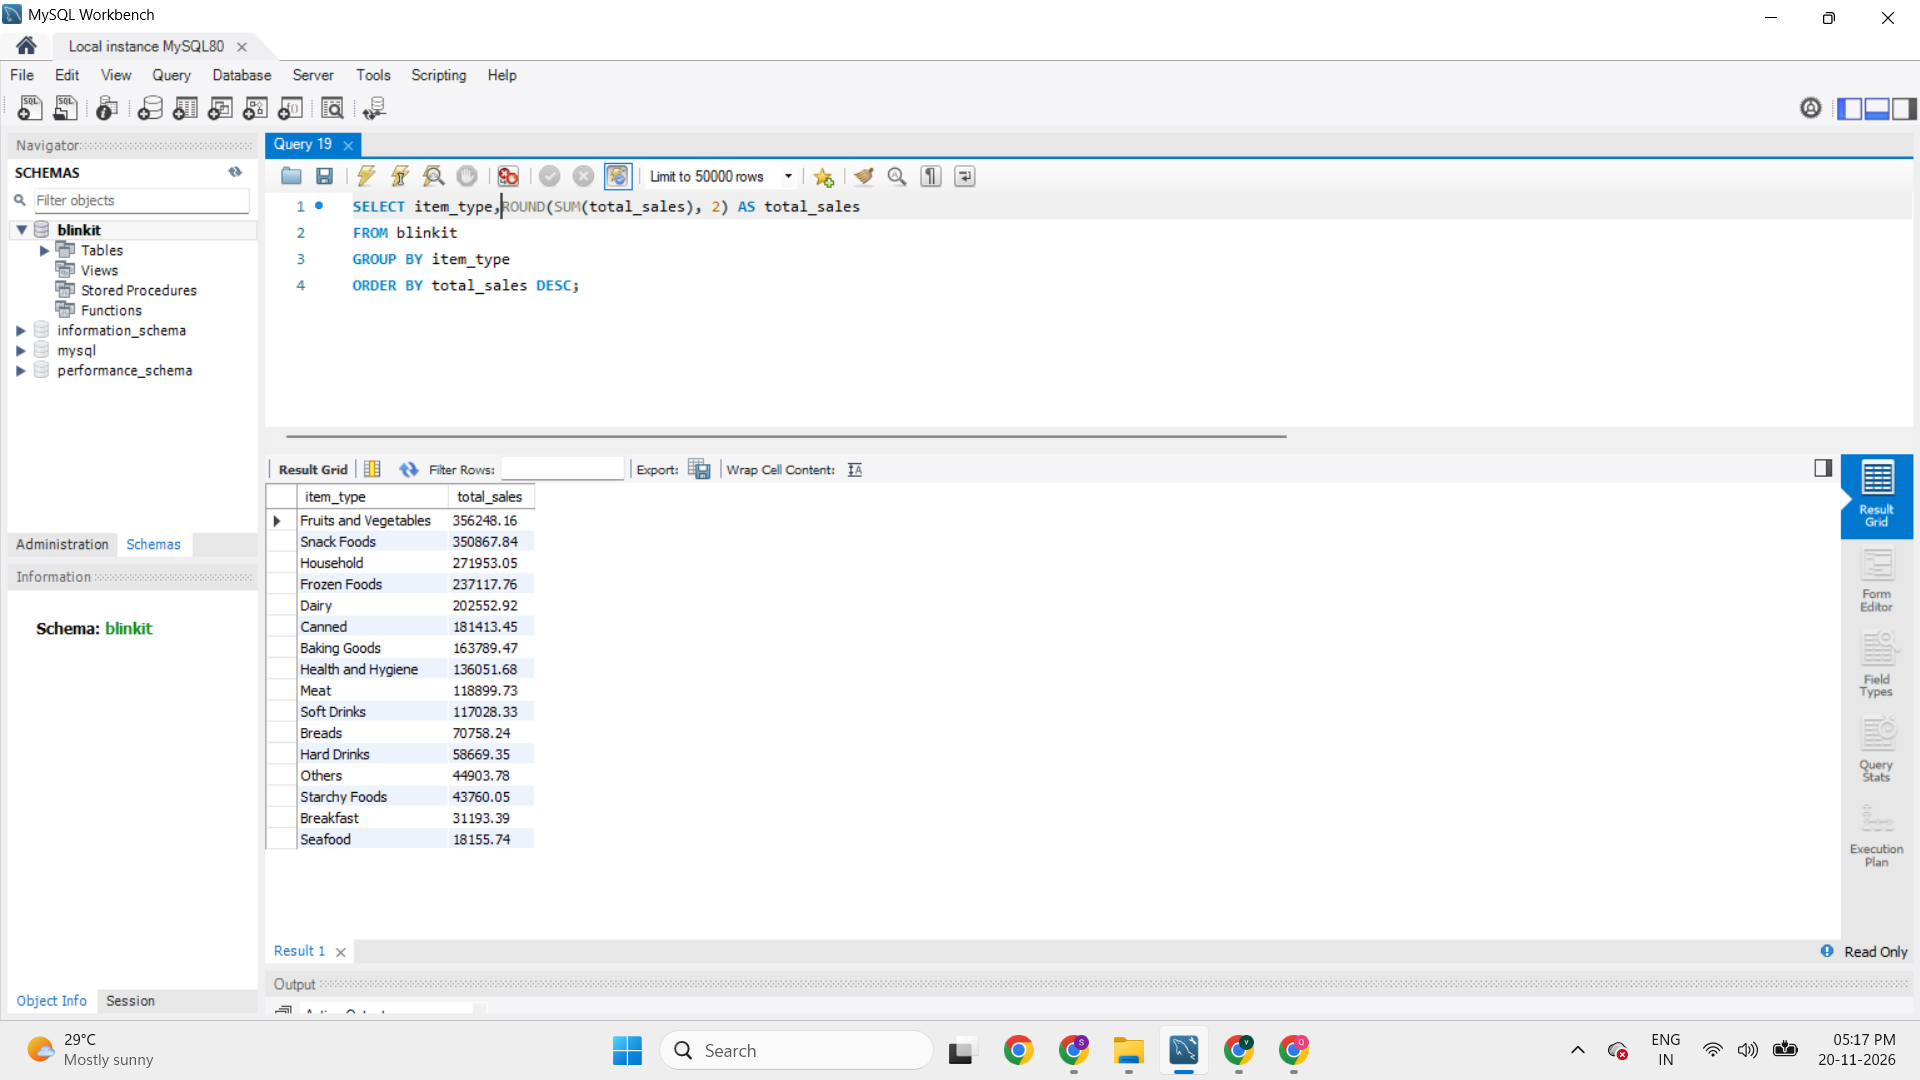 MySQL Workbench
Local instance MySQL80
File Edit View Query Database Server Tools Scripting Help
Navigator
SCHEMAS
Filter objects
blinkit
Tables
Views
Stored Procedures
Functions
information_schema
mysql
performance_schema
Administration Schemas
Information
Schema: blinkit
Object Info Session
Query 19
Limit to 50000 rows
1 SELECT item_type,ROUND(SUM(total_sales), 2) AS total_sales
2 FROM blinkit
3 GROUP BY item_type
4 ORDER BY total_sales DESC;
Result Grid Filter Rows: Export: Wrap Cell Content:
item_type total_sales
Fruits and Vegetables 356248.16
Snack Foods 350867.84
Household 271953.05
Frozen Foods 237117.76
Dairy 202552.92
Canned 181413.45
Baking Goods 163789.47
Health and Hygiene 136051.68
Meat 118899.73
Soft Drinks 117028.33
Breads 70758.24
Hard Drinks 58669.35
Others 44903.78
Starchy Foods 43760.05
Breakfast 31193.39
Seafood 18155.74
Result
Grid
Form
Editor
Field
Types
Query
Stats
Execution
Plan
Result 1
Read Only
Output
29°C
Mostly sunny
Search
ENG
IN
05:17 PM
20-11-2026